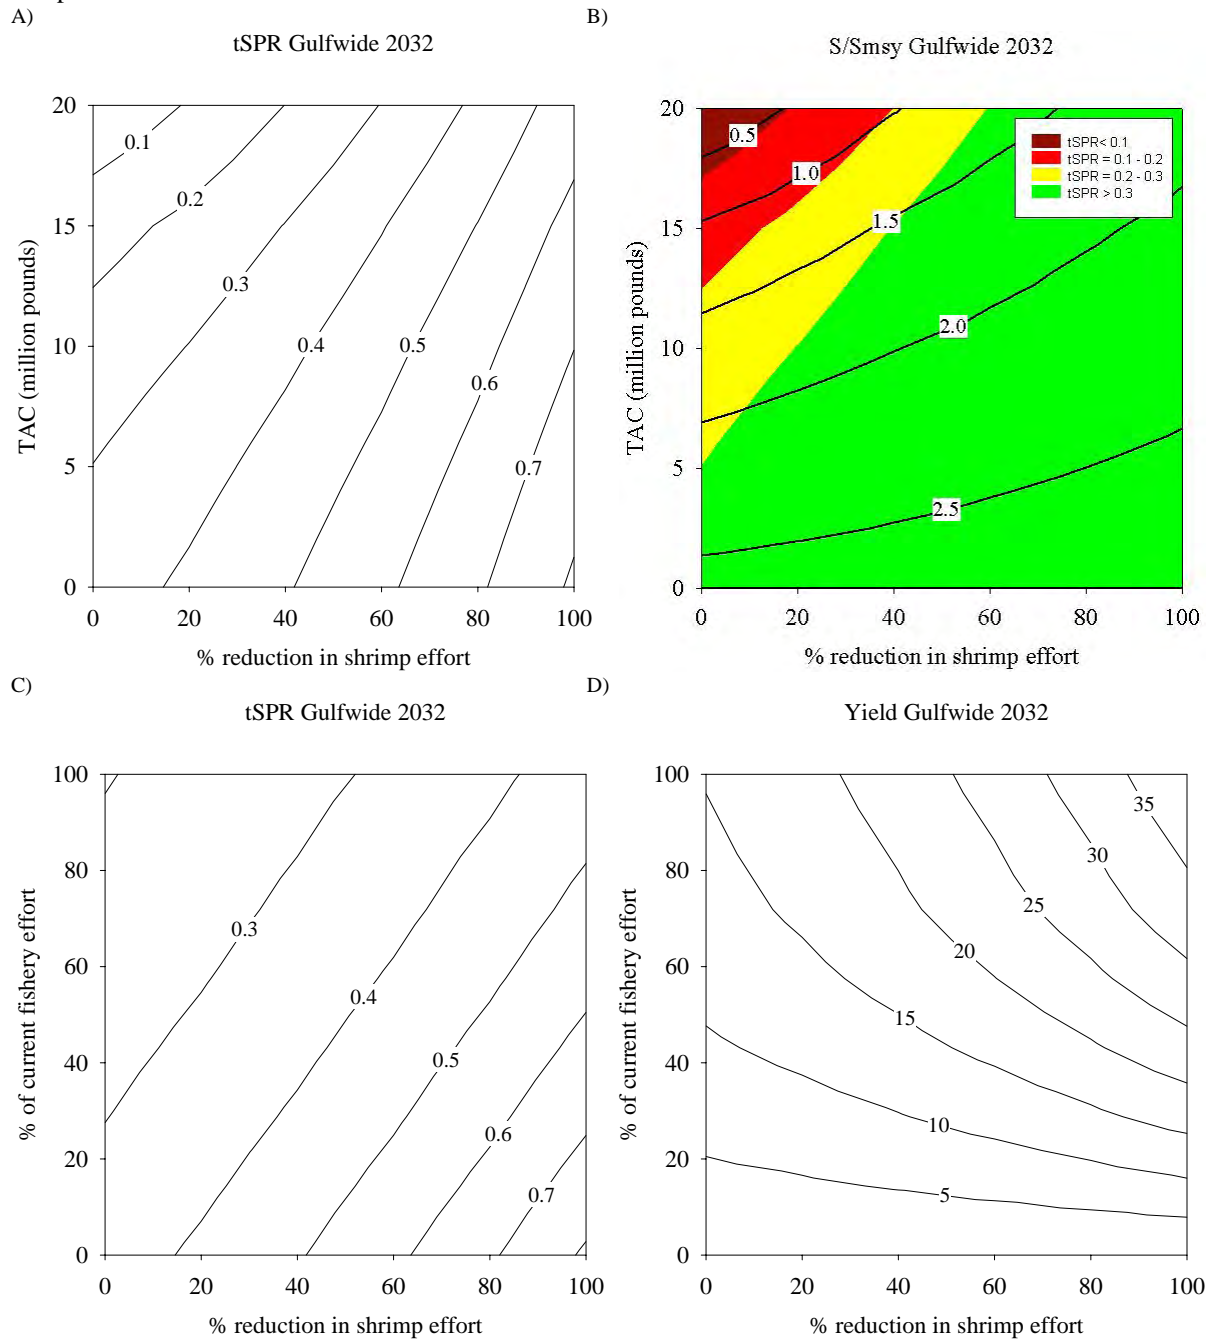 A)
tSPR Gulfwide 2032
20
15
10
5
0
TAC (million pounds)
0.1
0.2
0.3
0.4
0.5
0.6
0.7
0 20 40 60 80 100
% reduction in shrimp effort
B)
S/Smsy Gulfwide 2032
20
15
10
5
0
TAC (million pounds)
tSPR< 0.1
tSPR = 0.1 - 0.2
tSPR = 0.2 - 0.3
tSPR > 0.3
0.5
1.0
1.5
2.0
2.5
0 20 40 60 80 100
% reduction in shrimp effort
C)
tSPR Gulfwide 2032
100
80
60
40
20
0
% of current fishery effort
0.3
0.4
0.5
0.6
0.7
0 20 40 60 80 100
% reduction in shrimp effort
D)
Yield Gulfwide 2032
100
80
60
40
20
0
% of current fishery effort
35
30
25
20
15
10
5
0 20 40 60 80 100
% reduction in shrimp effort